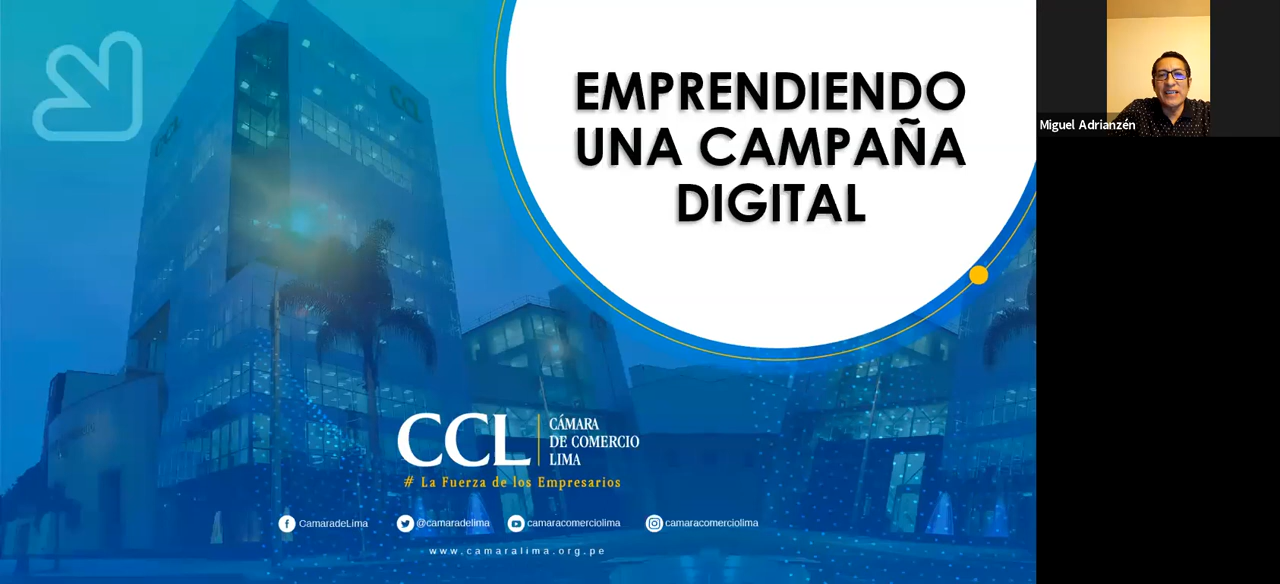 EMPRENDIENDO
UNA CAMPAÑA
DIGITAL
Miguel Adrianzén
CCL
CÁMARA
DE COMERCIO
LIMA
# La Fuerza de los Empresarios
CamaradeLima
@camaradelima
camaracomerciolima
camaracomerciolima
www.camaralima.org.pe